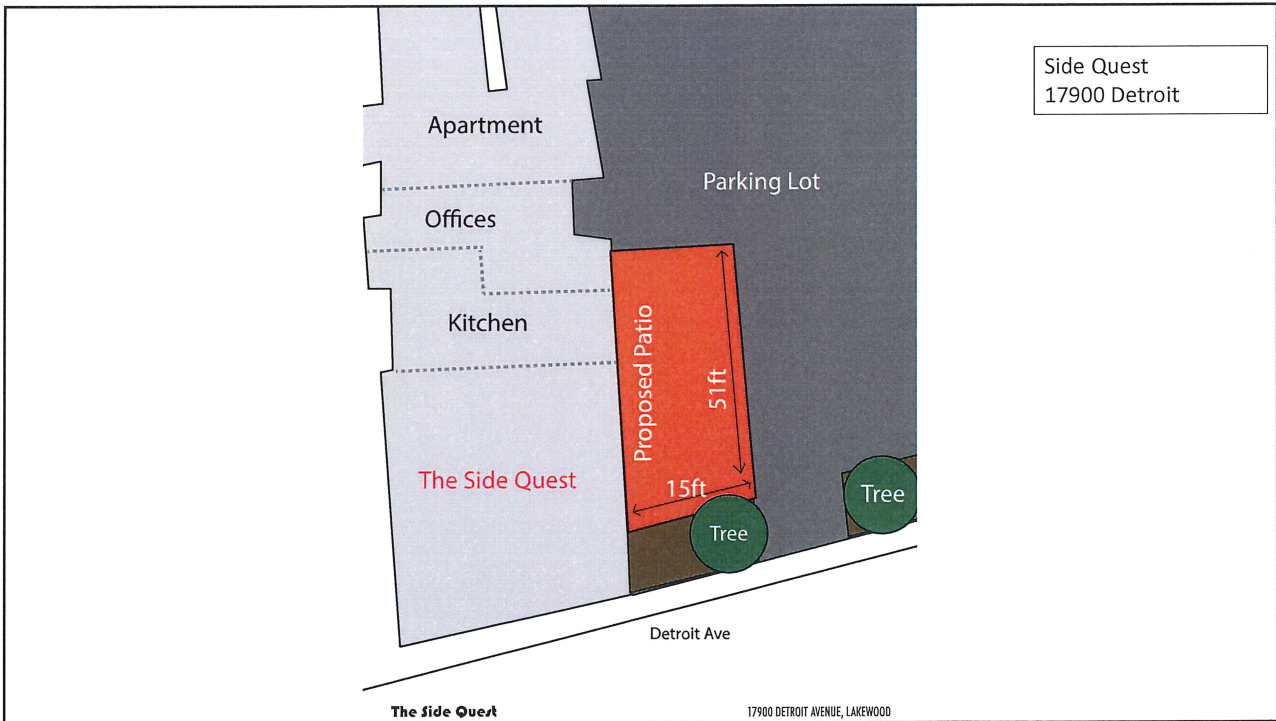 Side Quest
17900 Detroit
Apartment
Parking Lot
Offices
Kitchen
Proposed Patio
51ft
The Side Quest
15ft
Tree
Tree
Detroit Ave
The Side Quest
17900 DETROIT AVENUE, LAKEWOOD